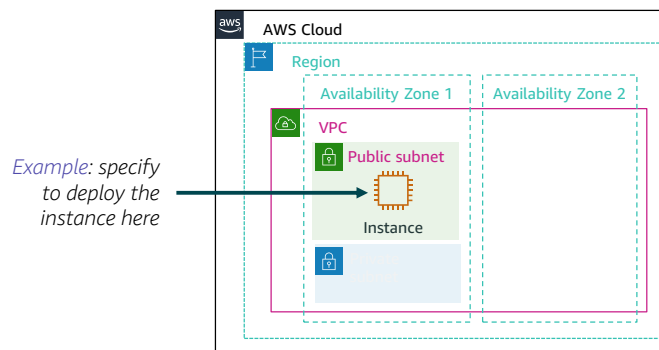 aws
AWS Cloud
Region
Availability Zone 1
Availability Zone 2
VPC
Public subnet
Example: specify
to deploy the
instance here
Instance